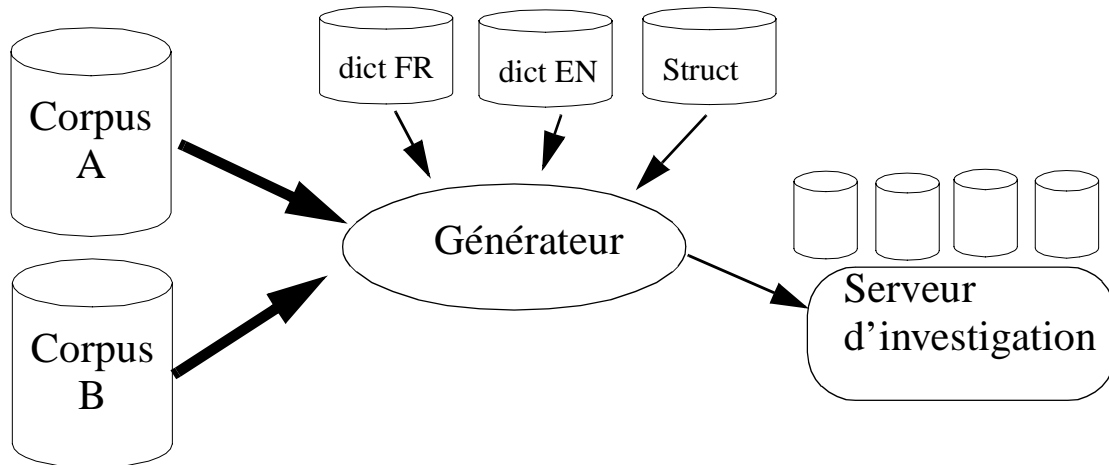 Corpus
A
dict FR
dict EN
Struct
Générateur
Corpus
B
Serveur
d’investigation